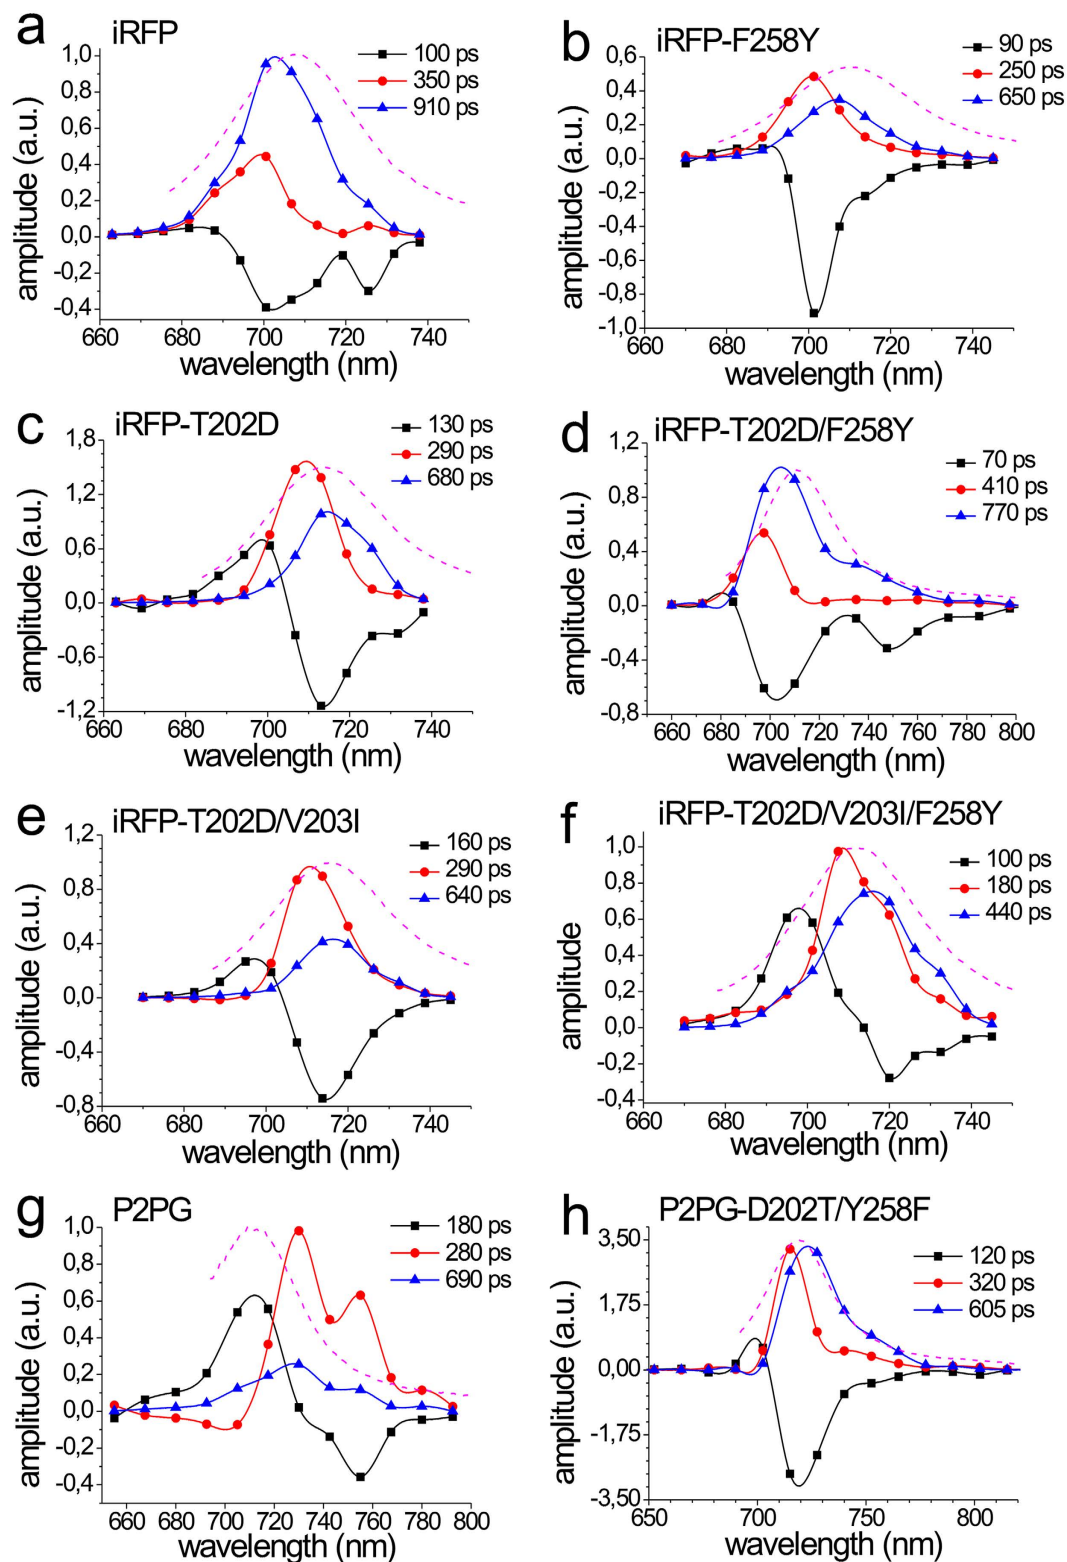 a iRFP
100 ps
350 ps
910 ps
1,0
0,8
0,6
0,4
0,2
0,0
-0,2
-0,4
amplitude (a.u.)
660 680 700 720 740
wavelength (nm)
b iRFP-F258Y
90 ps
250 ps
650 ps
0,6
0,4
0,2
0,0
-0,2
-0,4
-0,6
-0,8
-1,0
amplitude (a.u.)
660 680 700 720 740
wavelength (nm)
c iRFP-T202D
130 ps
290 ps
680 ps
1,8
1,2
0,6
0,0
-0,6
-1,2
amplitude (a.u.)
660 680 700 720 740
wavelength (nm)
d iRFP-T202D/F258Y
70 ps
410 ps
770 ps
1,2
0,8
0,4
0,0
-0,4
-0,8
amplitude (a.u.)
660 680 700 720 740 760 780 800
wavelength (nm)
e iRFP-T202D/V203I
160 ps
290 ps
640 ps
1,2
0,8
0,4
0,0
-0,4
-0,8
amplitude (a.u.)
660 680 700 720 740
wavelength (nm)
f iRFP-T202D/V203I/F258Y
100 ps
180 ps
440 ps
1,0
0,8
0,6
0,4
0,2
0,0
-0,2
-0,4
amplitude
660 680 700 720 740
wavelength (nm)
g P2PG
180 ps
280 ps
690 ps
1,0
0,8
0,6
0,4
0,2
0,0
-0,2
-0,4
amplitude (a.u.)
660 680 700 720 740 760 780 800
wavelength (nm)
h P2PG-D202T/Y258F
120 ps
320 ps
605 ps
3,50
1,75
0,00
-1,75
-3,50
amplitude (a.u.)
650 700 750 800
wavelength (nm)